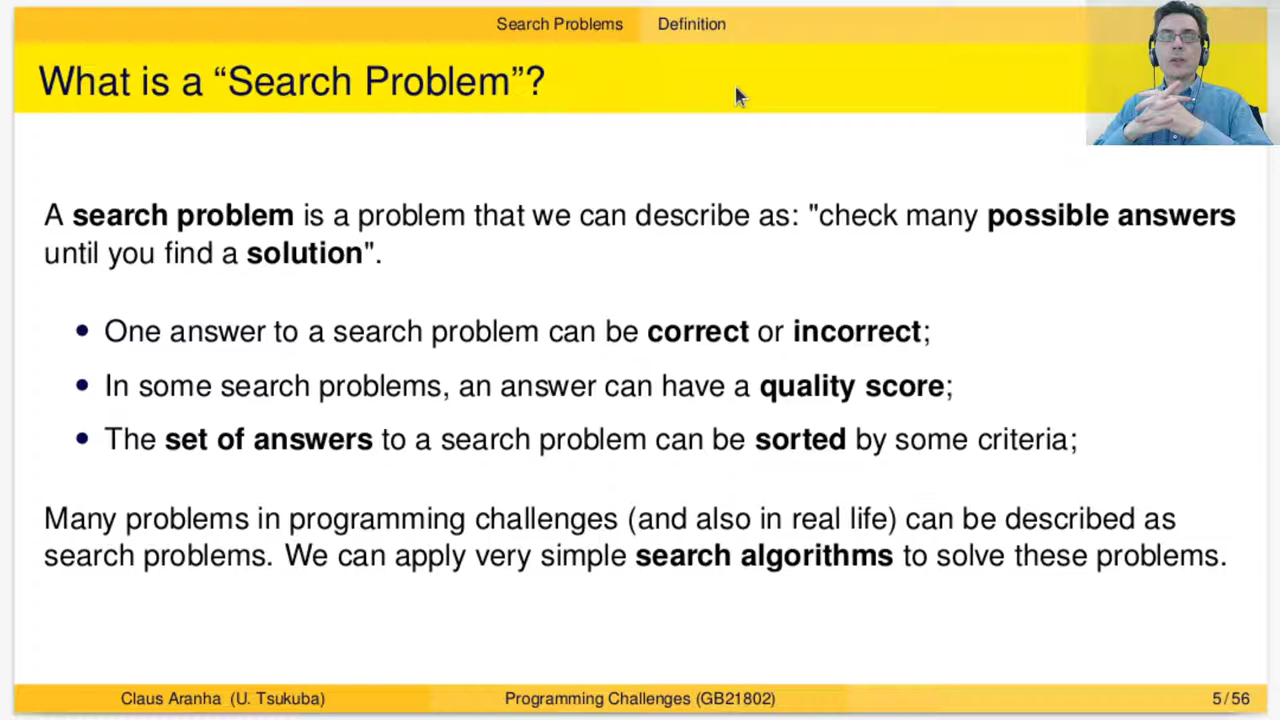 Search Problems Definition
What is a “Search Problem”?
A search problem is a problem that we can describe as: "check many possible answers
until you find a solution".
• One answer to a search problem can be correct or incorrect;
• In some search problems, an answer can have a quality score;
• The set of answers to a search problem can be sorted by some criteria;
Many problems in programming challenges (and also in real life) can be described as
search problems. We can apply very simple search algorithms to solve these problems.
Claus Aranha (U. Tsukuba) Programming Challenges (GB21802) 5 / 56